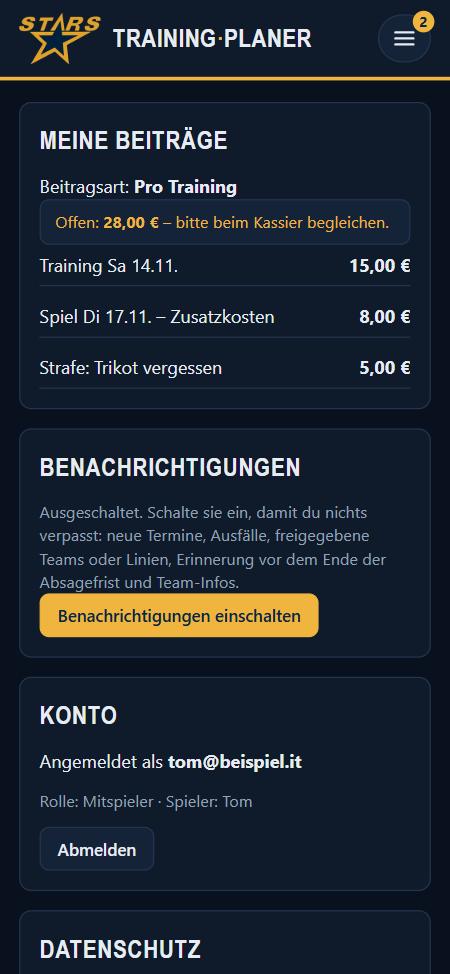 STARS
TRAINING·PLANER
2
MEINE BEITRÄGE
Beitragsart: Pro Training
Offen: 28,00 € – bitte beim Kassier begleichen.
Training Sa 14.11. 15,00 €
Spiel Di 17.11. – Zusatzkosten 8,00 €
Strafe: Trikot vergessen 5,00 €
BENACHRICHTIGUNGEN
Ausgeschaltet. Schalte sie ein, damit du nichts
verpasst: neue Termine, Ausfälle, freigegebene
Teams oder Linien, Erinnerung vor dem Ende der
Absagefrist und Team-Infos.
Benachrichtigungen einschalten
KONTO
Angemeldet als tom@beispiel.it
Rolle: Mitspieler · Spieler: Tom
Abmelden
DATENSCHUTZ